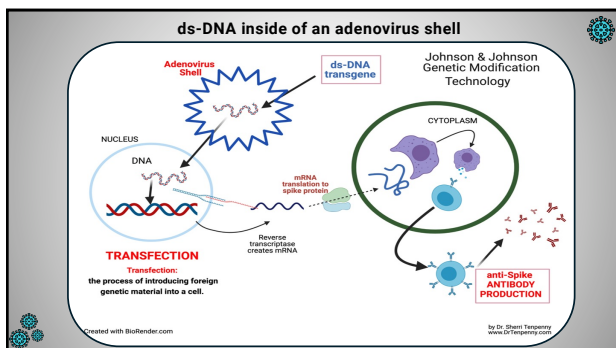 ds-DNA inside of an adenovirus shell
Adenovirus
Shell
ds-DNA
transgene
Johnson & Johnson
Genetic Modification
Technology
NUCLEUS
DNA
CYTOPLASM
mRNA
translation to
spike protein
Reverse
transcriptase
creates mRNA
TRANSFECTION
Transfection:
the process of introducing foreign
genetic material into a cell.
anti-Spike
ANTIBODY
PRODUCTION
Created with BioRender.com
by Dr. Sherri Tenpenny
www.DrTenpenny.com